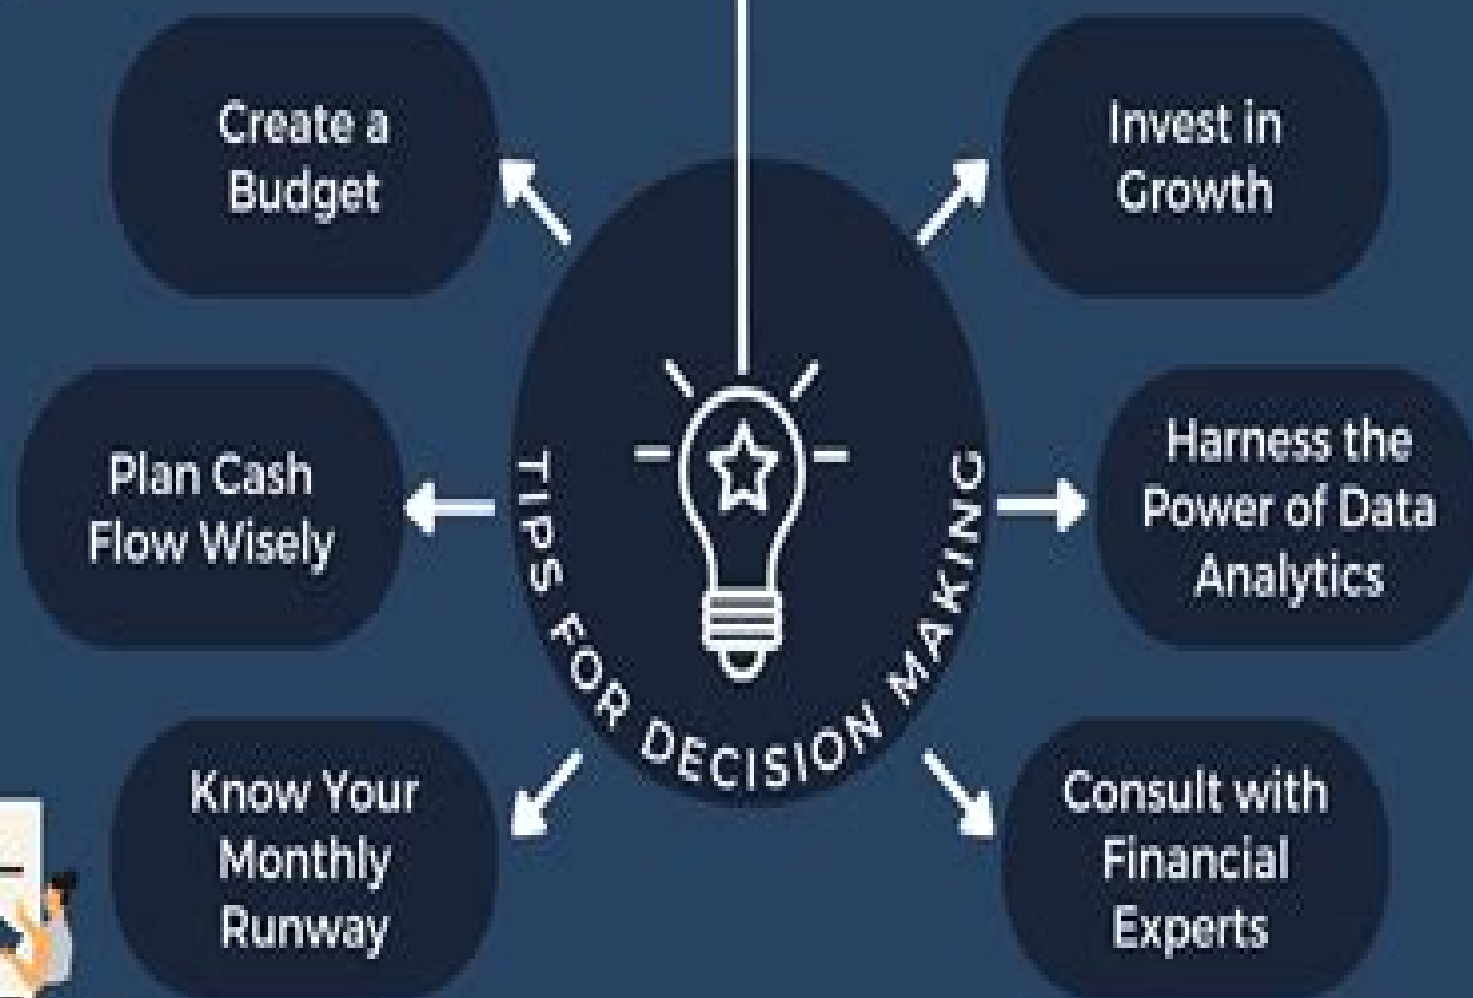 Create a
Budget
Invest in
Growth
Plan Cash
Flow Wisely
Harness the
Power of Data
Analytics
TIPS FOR DECISION MAKING
Know Your
Monthly
Runway
Consult with
Financial
Experts